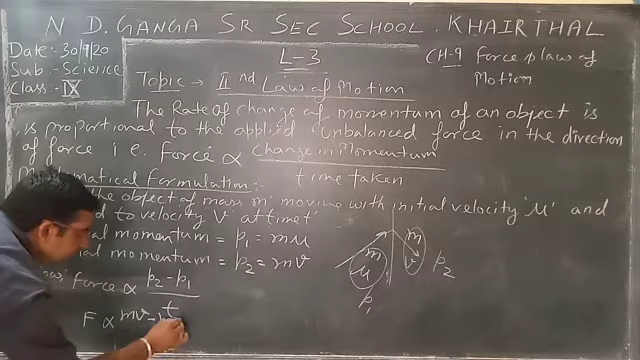 N D. GANGA SR SEC SCHOOL. KHAIRTHAL
Date:- 30/9/20
Sub:- Science
Class:- IX
L-3
CH-9 Force & laws of
Motion
Topic → IInd Law of Motion
The Rate of change of momentum of an object is
is proportional to the applied unbalanced force in the direction
of force i.e. Force ∝ Change in Momentum
time taken
Mathematical Formulation:-
the object of mass 'm' moving with initial velocity 'u' and
to velocity 'v' at time 't'
momentum = p1 = mu
momentum = p2 = mv
Force ∝ p2 - p1
t
F ∝ mv -
m
u
p1
m
v
p2